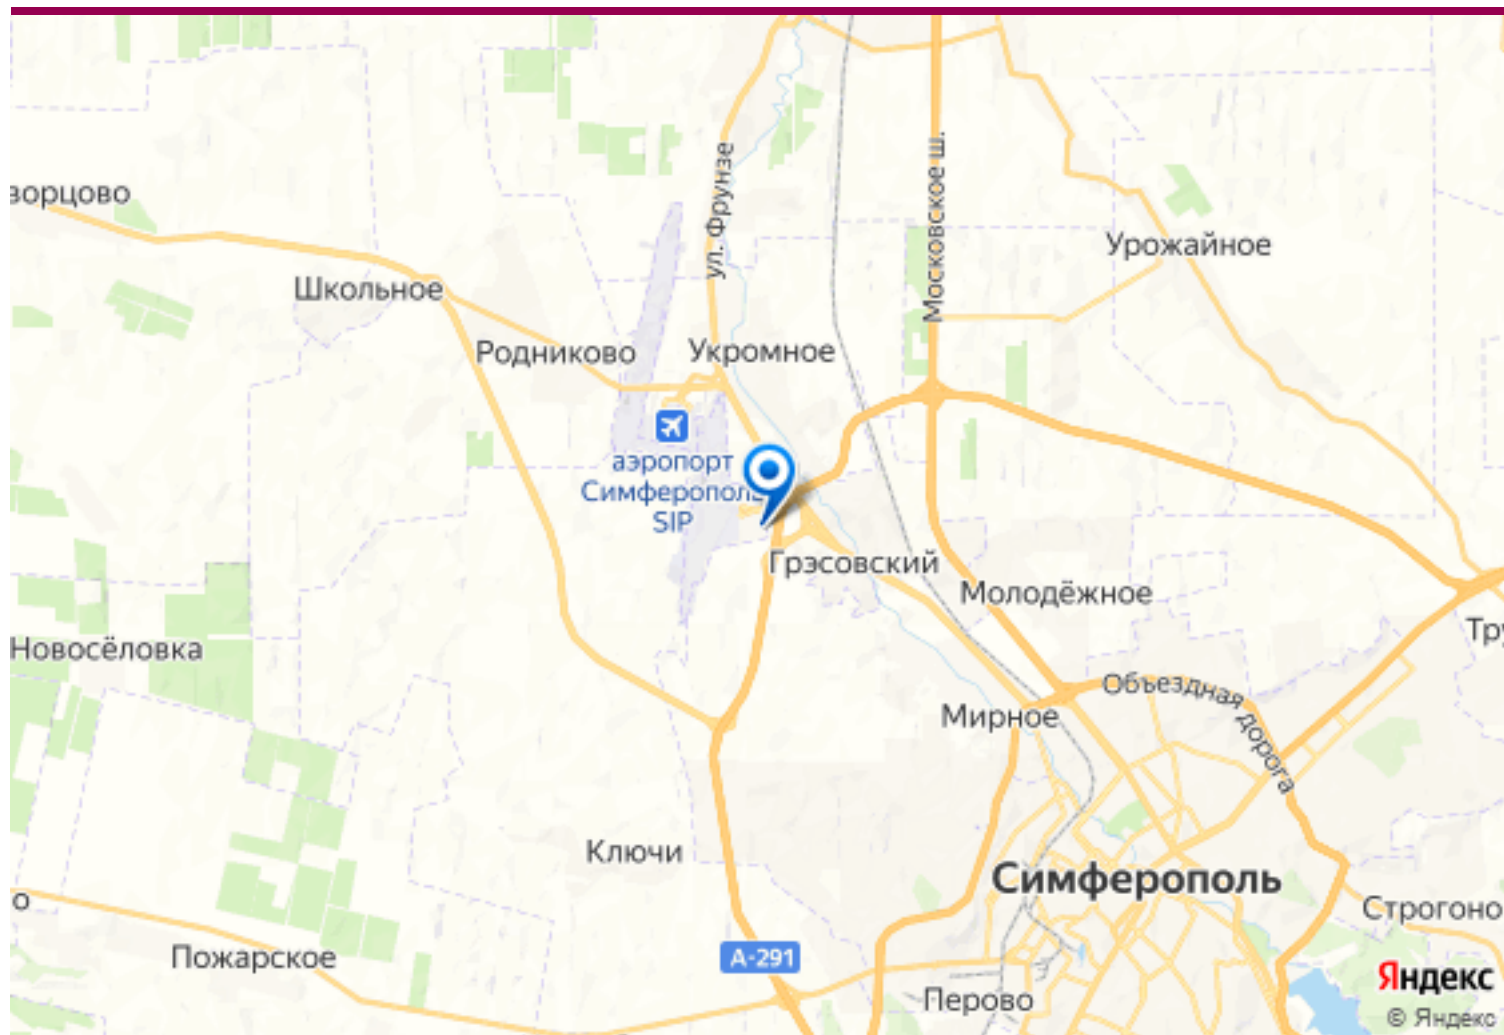 ул. Фрунзе
Московское ш.
ворцово
Урожайное
Школьное
Родниково
Укромное
аэропорт
Симферополь
SIP
Грэсовский
Молодёжное
Новосёловка
Тру
Объездная дорога
Мирное
Ключи
Симферополь
о
Строгоно
Пожарское
А-291
Перово
Яндекс
© Яндекс